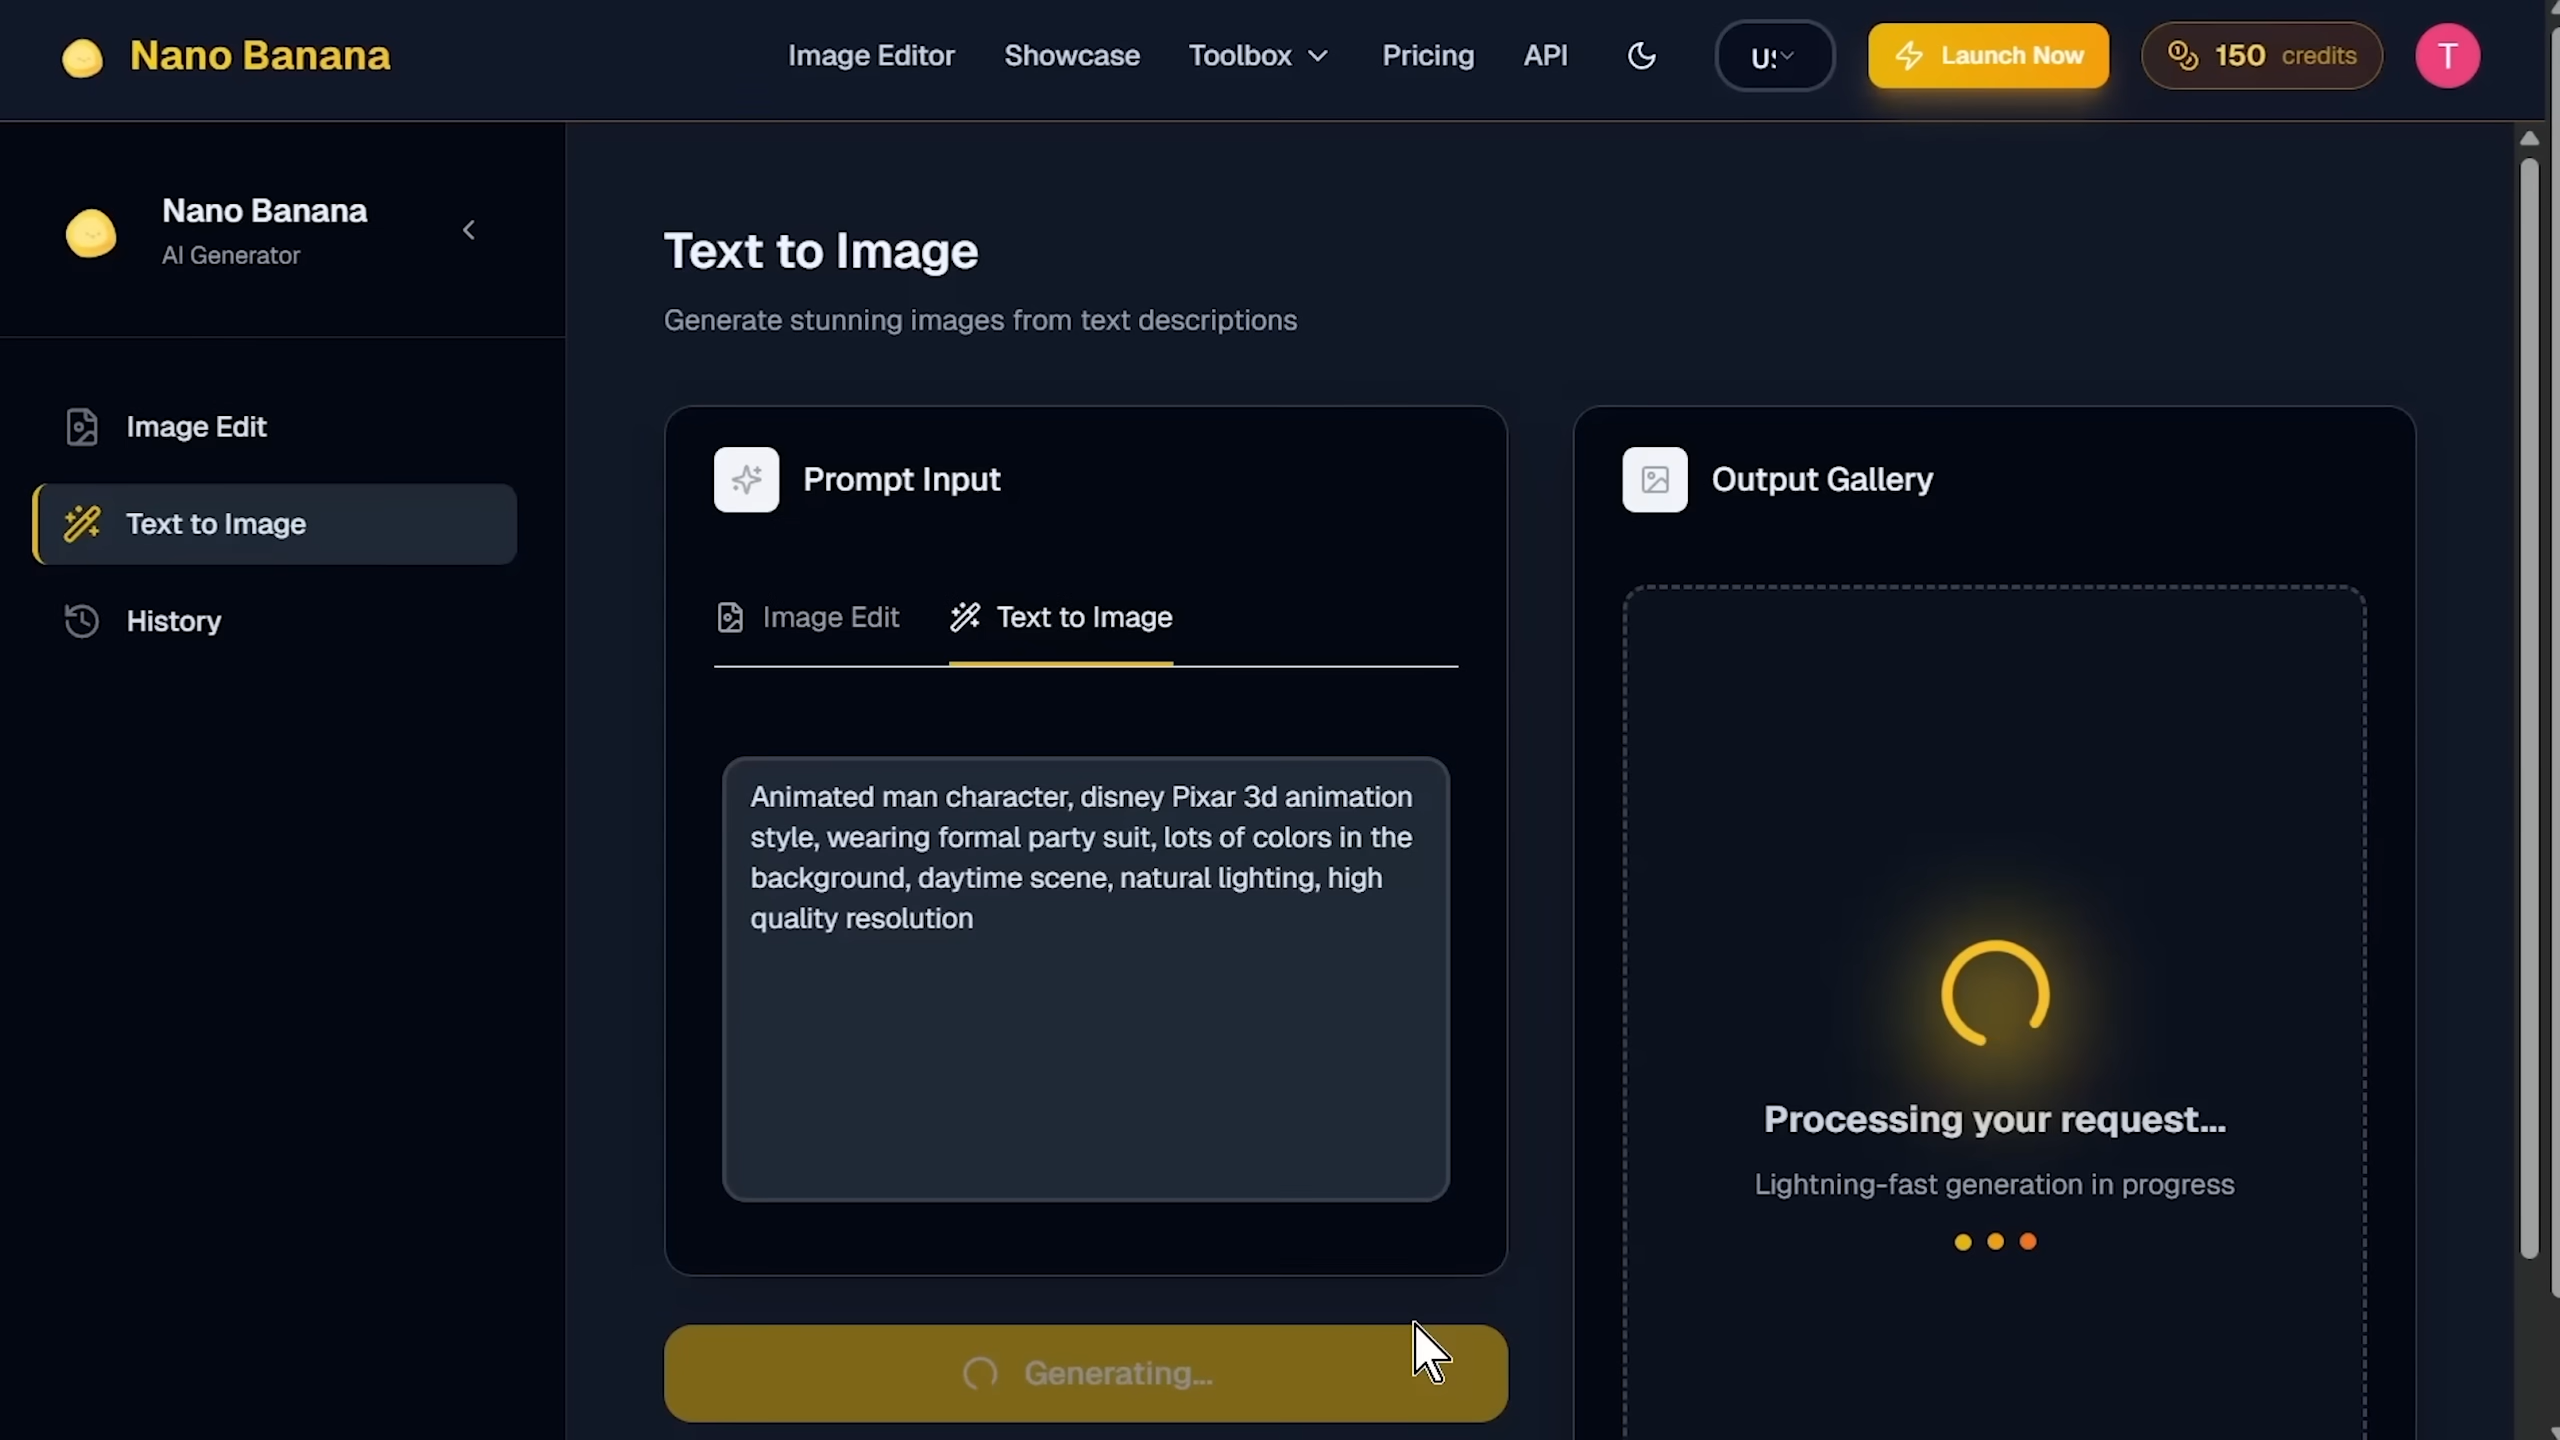 Nano Banana
Image Editor
Showcase
Toolbox
Pricing
API
Launch Now
150 credits
T
Nano Banana
AI Generator
Image Edit
Text to Image
History
Text to Image
Generate stunning images from text descriptions
Prompt Input
Image Edit
Text to Image
Animated man character, disney Pixar 3d animation
style, wearing formal party suit, lots of colors in the
background, daytime scene, natural lighting, high
quality resolution
Generating...
Output Gallery
Processing your request...
Lightning-fast generation in progress